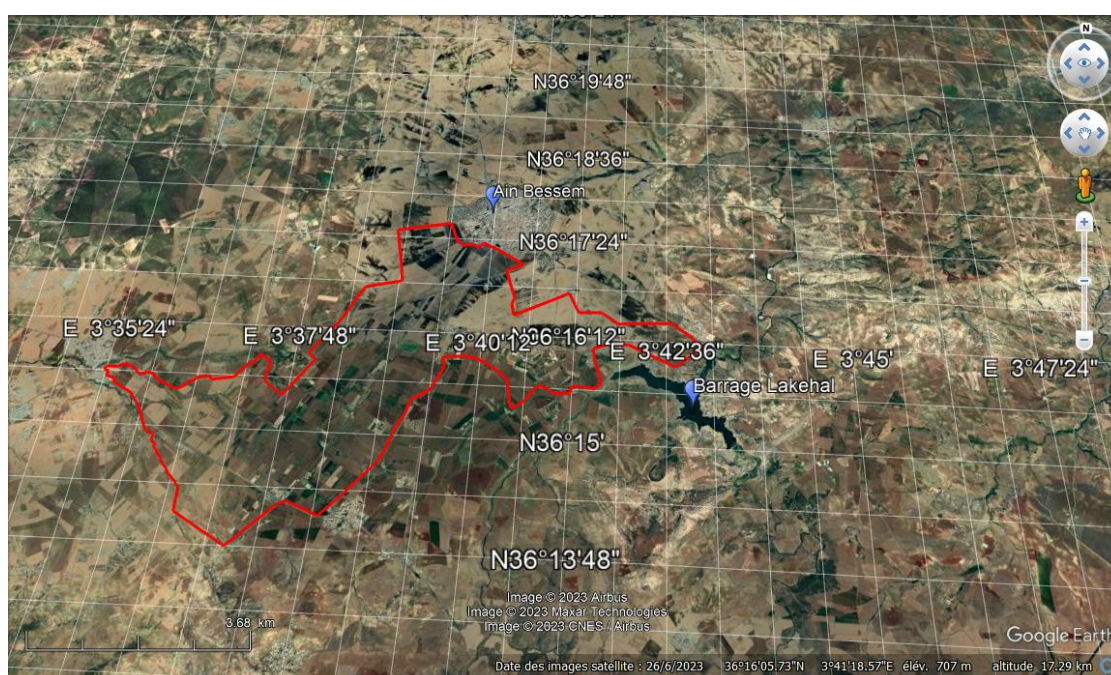 N
N36°19'48"
N36°18'36"
Ain Bessem
N36°17'24"
E 3°35'24"
E 3°37'48"
E 3°40'12"
N36°16'12"
E 3°42'36"
E 3°45'
E 3°47'24"
Barrage Lakehal
N36°15'
N36°13'48"
Image © 2023 Airbus
Image © 2023 Maxar Technologies
Image © 2023 CNES / Airbus
3.68 km
Google Earth
Date des images satellite : 26/6/2023 36°16'05.73"N 3°41'18.57"E élév. 707 m altitude 17.29 km